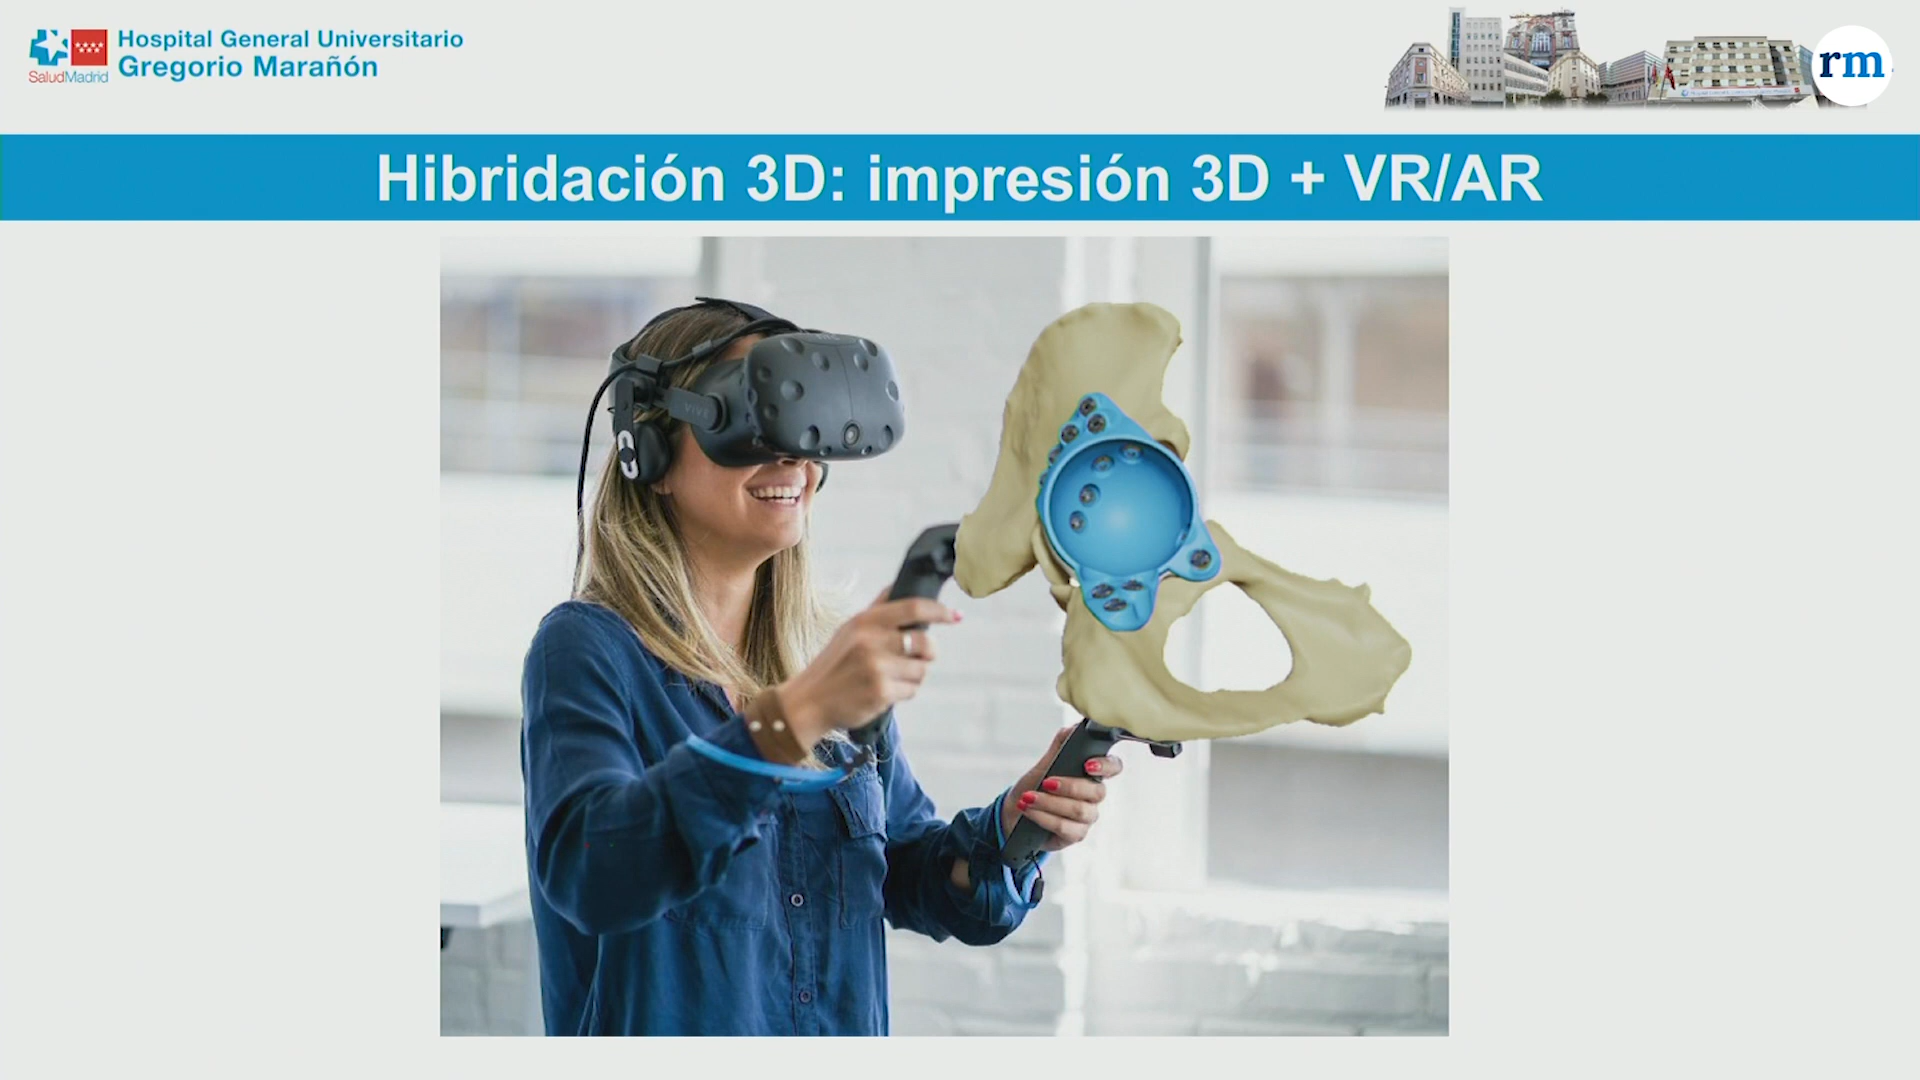 Hospital General Universitario
Gregorio Marañón
SaludMadrid
rm
Hibridación 3D: impresión 3D + VR/AR
VIVE